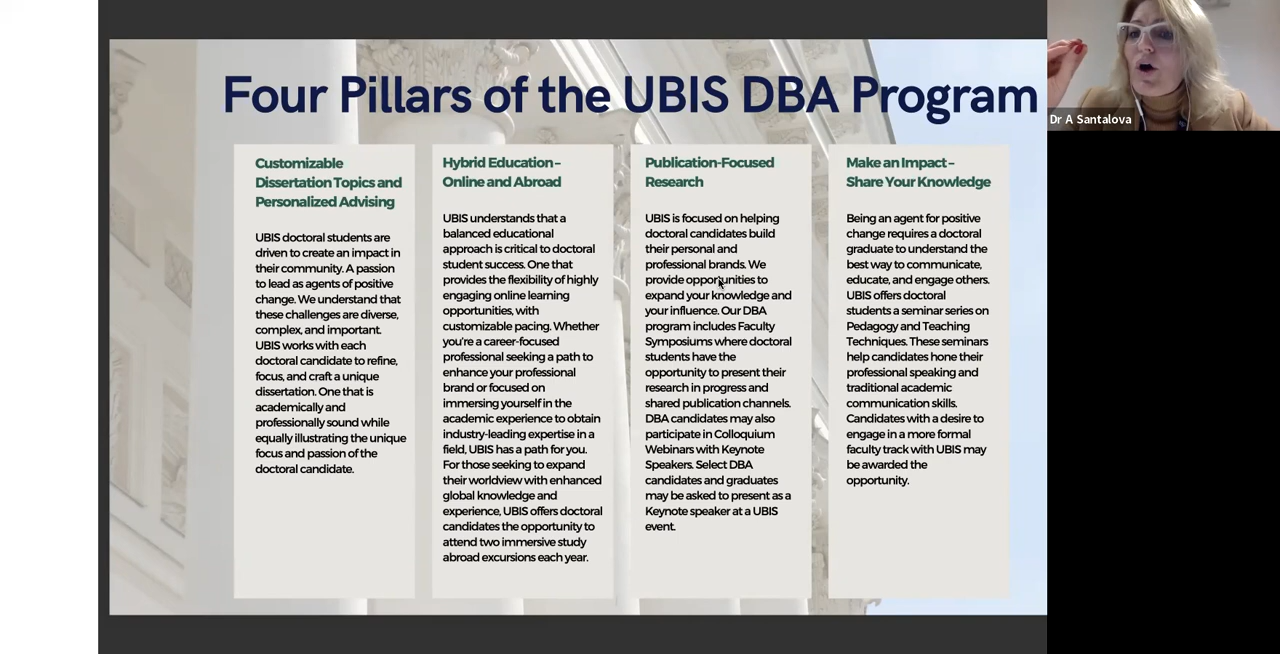 Four Pillars of the UBIS DBA Program
Customizable
Dissertation Topics and
Personalized Advising
UBIS doctoral students are
driven to create an impact in
their community. A passion
to lead as agents of positive
change. We understand that
these challenges are diverse,
complex, and important.
UBIS works with each
doctoral candidate to refine,
focus, and craft a unique
dissertation. One that is
academically and
professionally sound while
equally illustrating the unique
focus and passion of the
doctoral candidate.
Hybrid Education –
Online and Abroad
UBIS understands that a
balanced educational
approach is critical to doctoral
student success. One that
provides the flexibility of highly
engaging online learning
opportunities, with
customizable pacing. Whether
you're a career-focused
professional seeking a path to
enhance your professional
brand or focused on
immersing yourself in the
academic experience to obtain
industry-leading expertise in a
field, UBIS has a path for you.
For those seeking to expand
their worldview with enhanced
global knowledge and
experience, UBIS offers doctoral
candidates the opportunity to
attend two immersive study
abroad excursions each year.
Publication-Focused
Research
UBIS is focused on helping
doctoral candidates build
their personal and
professional brands. We
provide opportunities to
expand your knowledge and
your influence. Our DBA
program includes Faculty
Symposiums where doctoral
students have the
opportunity to present their
research in progress and
shared publication channels.
DBA candidates may also
participate in Colloquium
Webinars with Keynote
Speakers. Select DBA
candidates and graduates
may be asked to present as a
Keynote speaker at a UBIS
event.
Make an Impact –
Share Your Knowledge
Being an agent for positive
change requires a doctoral
graduate to understand the
best way to communicate,
educate, and engage others.
UBIS offers doctoral
students a seminar series on
Pedagogy and Teaching
Techniques. These seminars
help candidates hone their
professional speaking and
traditional academic
communication skills.
Candidates with a desire to
engage in a more formal
faculty track with UBIS may
be awarded the
opportunity.
Dr A Santalova